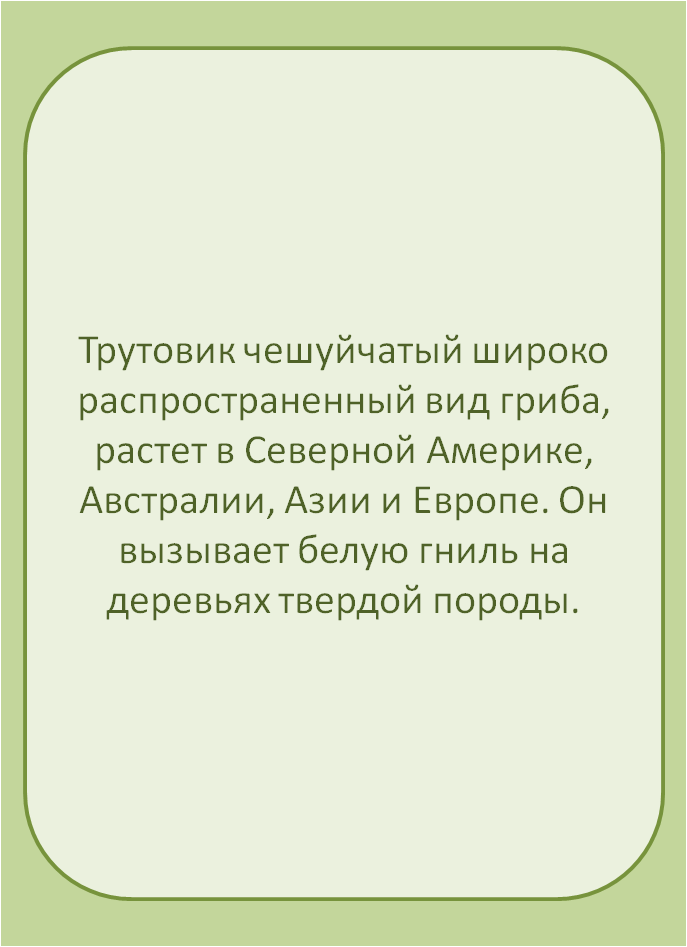 Трутовик чешуйчатый широко
распространенный вид гриба,
растет в Северной Америке,
Австралии, Азии и Европе. Он
вызывает белую гниль на
деревьях твердой породы.